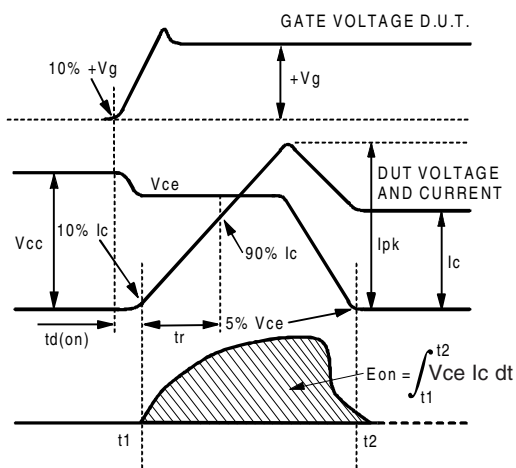 GATE VOLTAGE D.U.T.
10% +Vg
+Vg
Vce
DUT VOLTAGE
AND CURRENT
Vcc
10% Ic
90% Ic
Ipk
Ic
td(on)
tr
5% Vce
Eon = ∫ Vce Ic dt
t2
t1
t1
t2